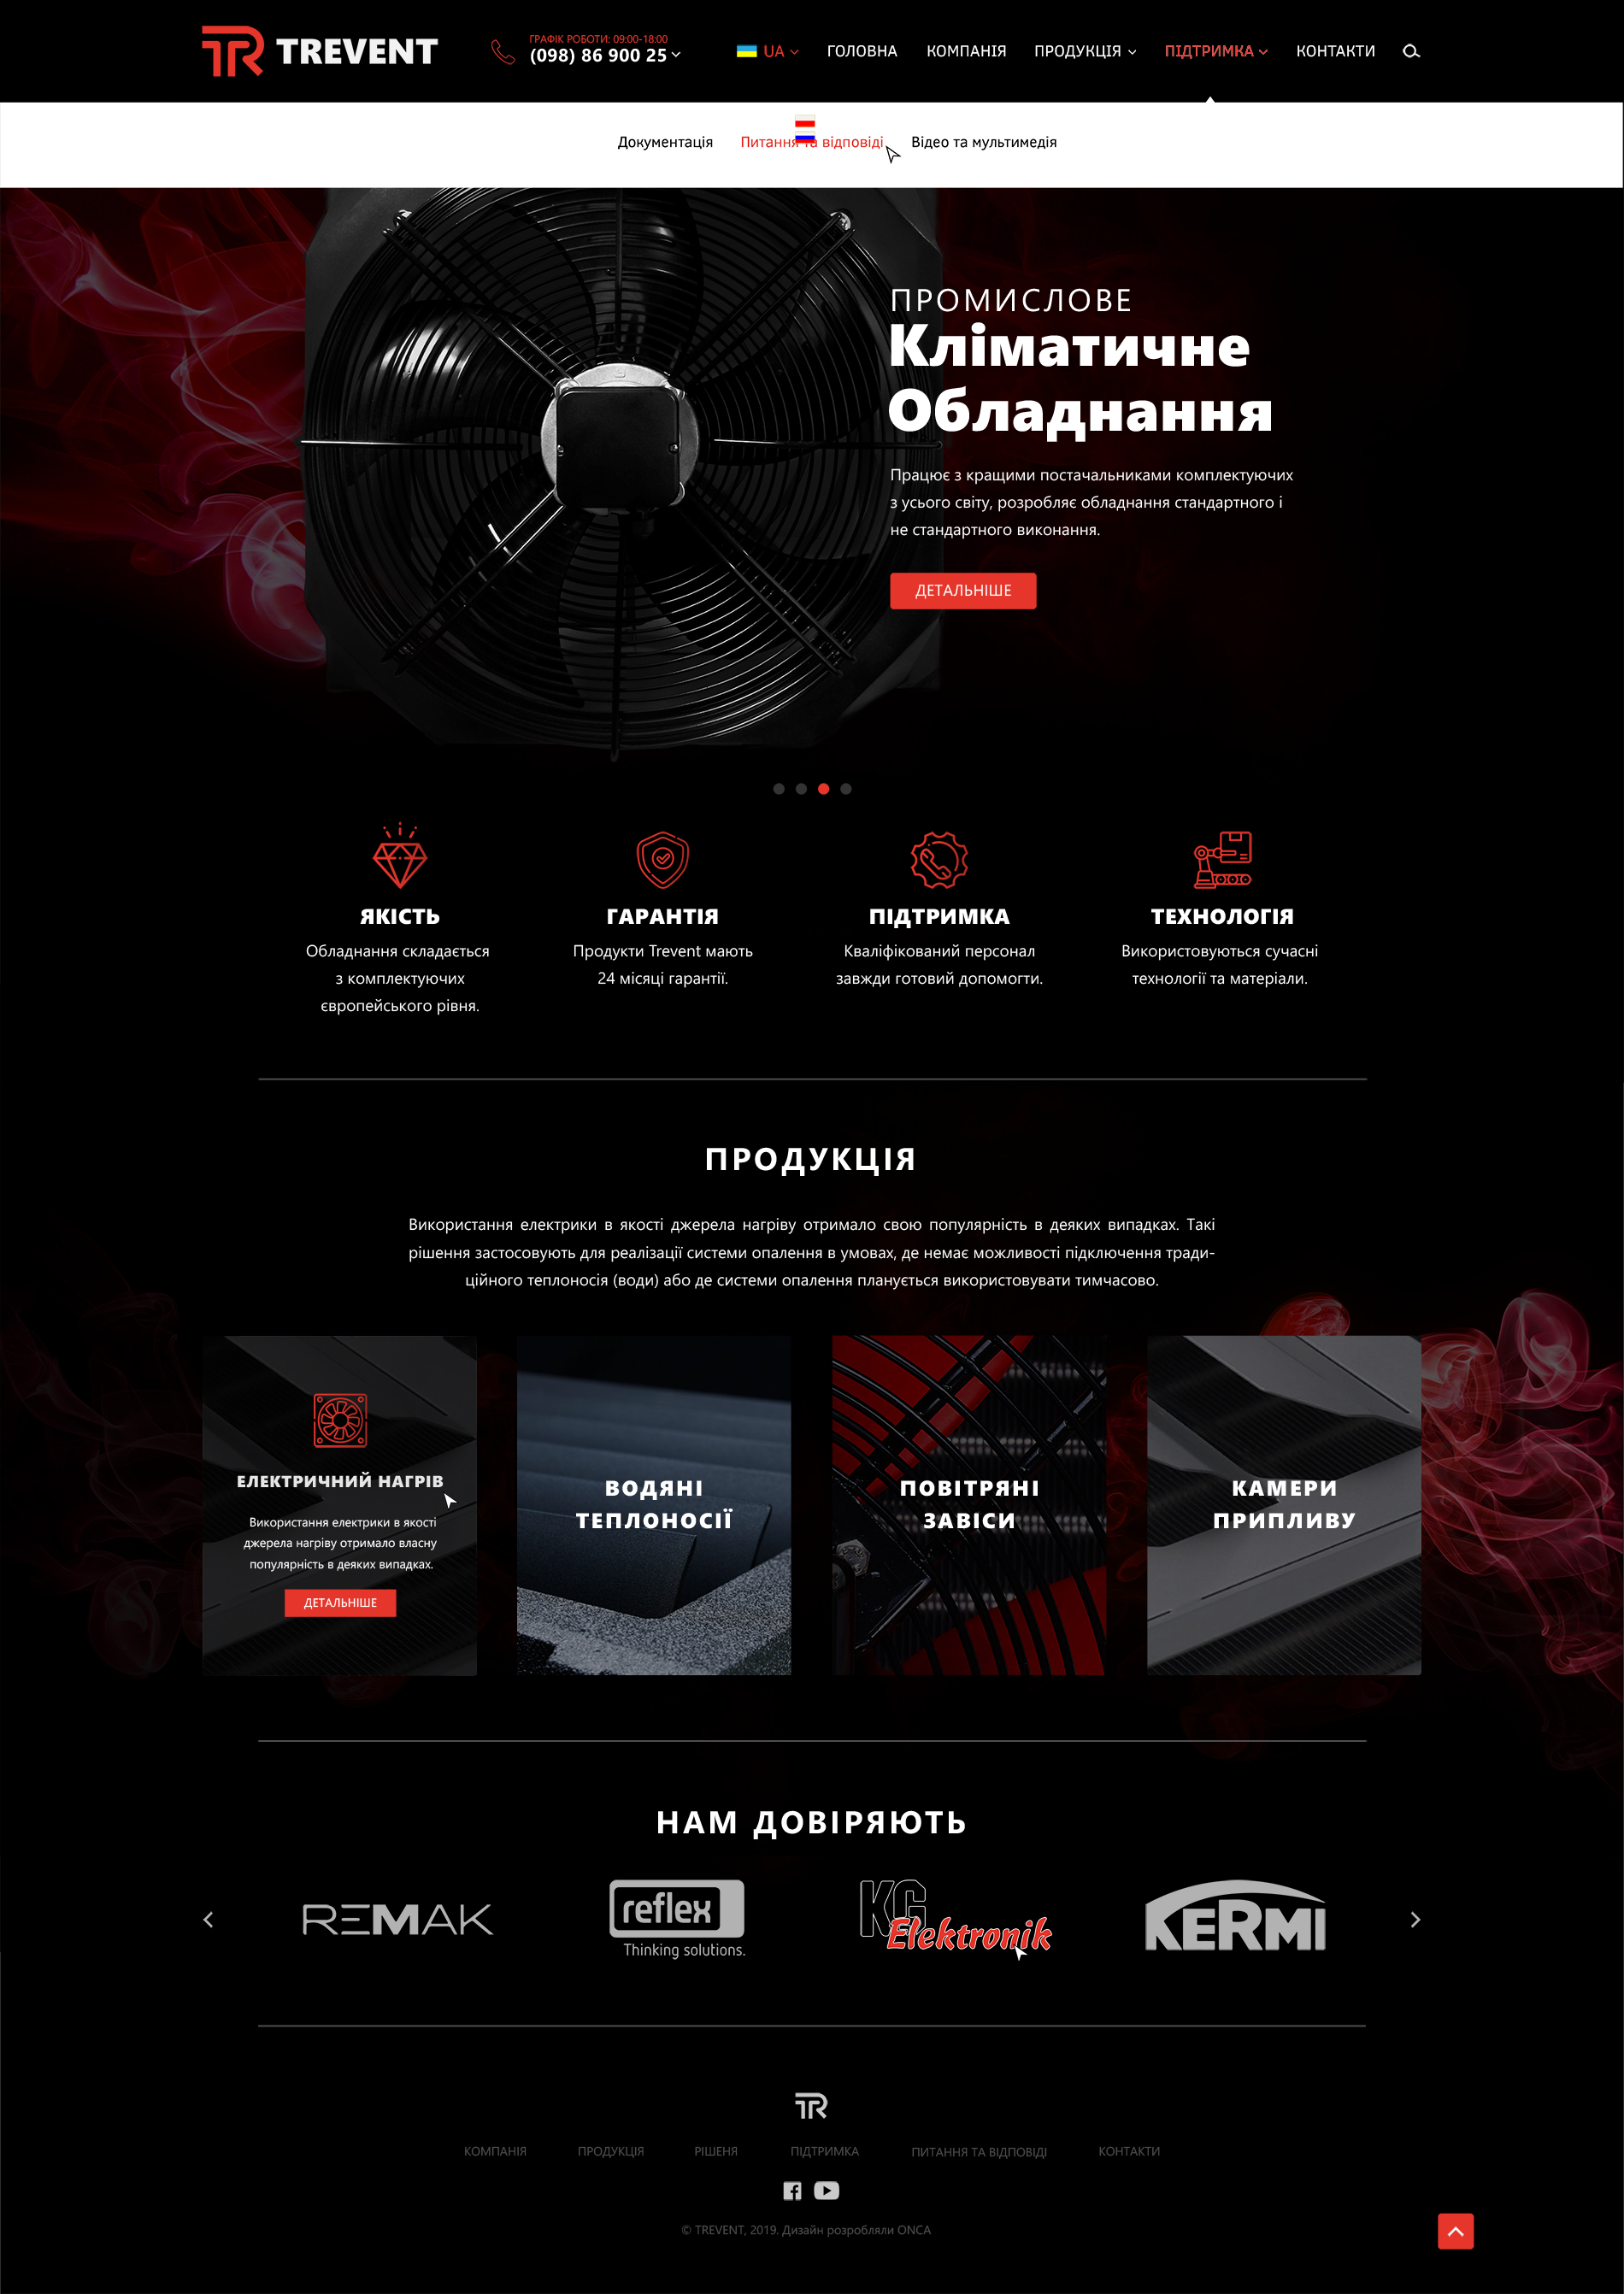 TREVENT
ГРАФІК РОБОТИ: 09:00-18:00
(098) 86 900 25
UA
ГОЛОВНА
КОМПАНІЯ
ПРОДУКЦІЯ
ПІДТРИМКА
КОНТАКТИ
Документація
Питання та відповіді
Відео та мультимедія
ПРОМИСЛОВЕ
Кліматичне
Обладнання
Працює з кращими постачальниками комплектуючих
з усього світу, розробляє обладнання стандартного і
не стандартного виконання.
ДЕТАЛЬНІШЕ
ЯКІСТЬ
Обладнання складається
з комплектуючих
європейського рівня.
ГАРАНТІЯ
Продукти Trevent мають
24 місяці гарантії.
ПІДТРИМКА
Кваліфікований персонал
завжди готовий допомогти.
ТЕХНОЛОГІЯ
Використовуються сучасні
технології та матеріали.
ПРОДУКЦІЯ
Використання електрики в якості джерела нагріву отримало свою популярність в деяких випадках. Такі
рішення застосовують для реалізації системи опалення в умовах, де немає можливості підключення тради-
ційного теплоносія (води) або де системи опалення планується використовувати тимчасово.
ЕЛЕКТРИЧНИЙ НАГРІВ
Використання електрики в якості
джерела нагріву отримало власну
популярність в деяких випадках.
ДЕТАЛЬНІШЕ
ВОДЯНІ
ТЕПЛОНОСІЇ
ПОВІТРЯНІ
ЗАВІСИ
КАМЕРИ
ПРИПЛИВУ
НАМ ДОВІРЯЮТЬ
REMAK
reflex
Thinking solutions.
KG
Elektronik
KERMI
TR
КОМПАНІЯ
ПРОДУКЦІЯ
РІШЕНЯ
ПІДТРИМКА
ПИТАННЯ ТА ВІДПОВІДІ
КОНТАКТИ
© TREVENT, 2019. Дизайн розробляли ONCA